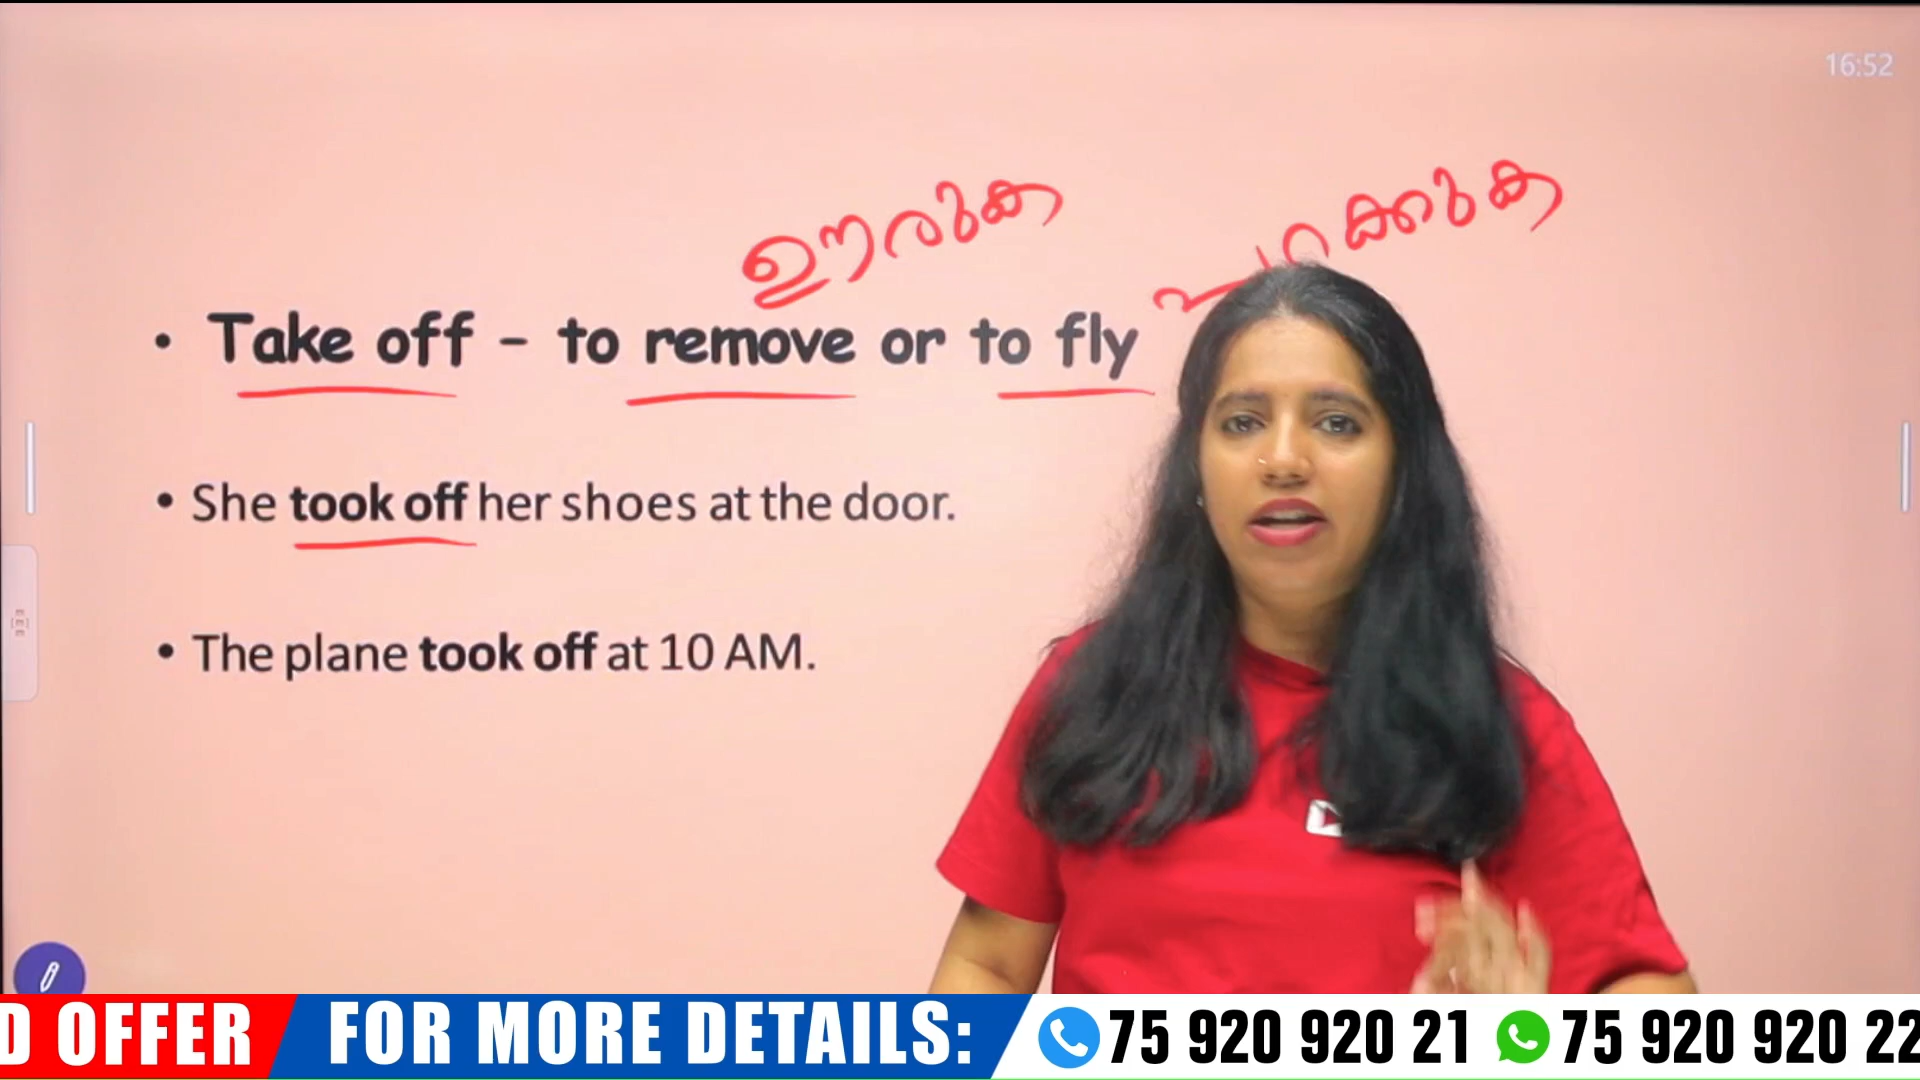 16:52
ഊരുക പറക്കുക
• Take off - to remove or to fly
• She took off her shoes at the door.
• The plane took off at 10 AM.
D OFFER FOR MORE DETAILS: 75 920 920 21 75 920 920 22